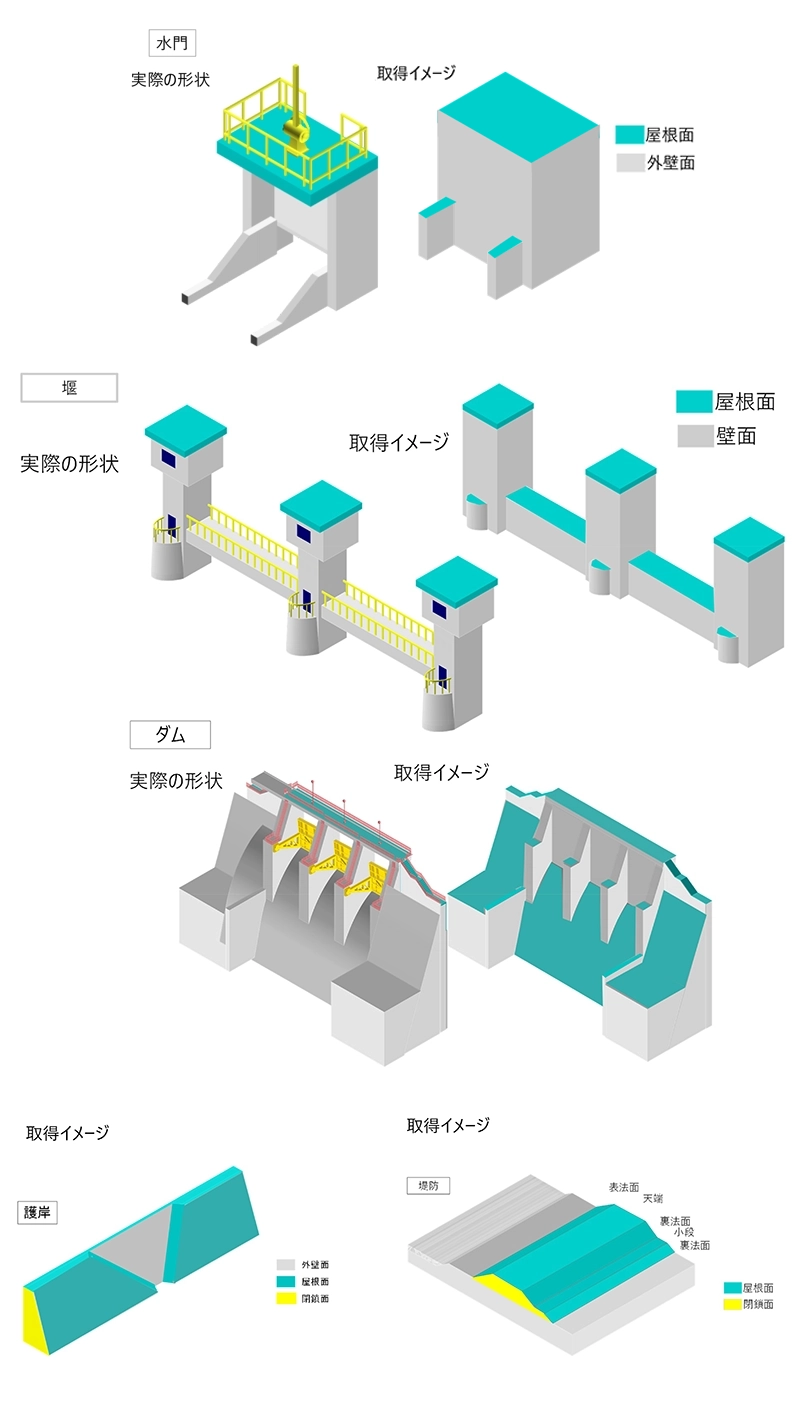 水門
実際の形状
取得イメージ
屋根面
外壁面
堰
実際の形状
取得イメージ
屋根面
壁面
ダム
実際の形状
取得イメージ
取得イメージ
護岸
外壁面
屋根面
閉鎖面
取得イメージ
堤防
表法面
天端
裏法面
小段
裏法面
屋根面
閉鎖面